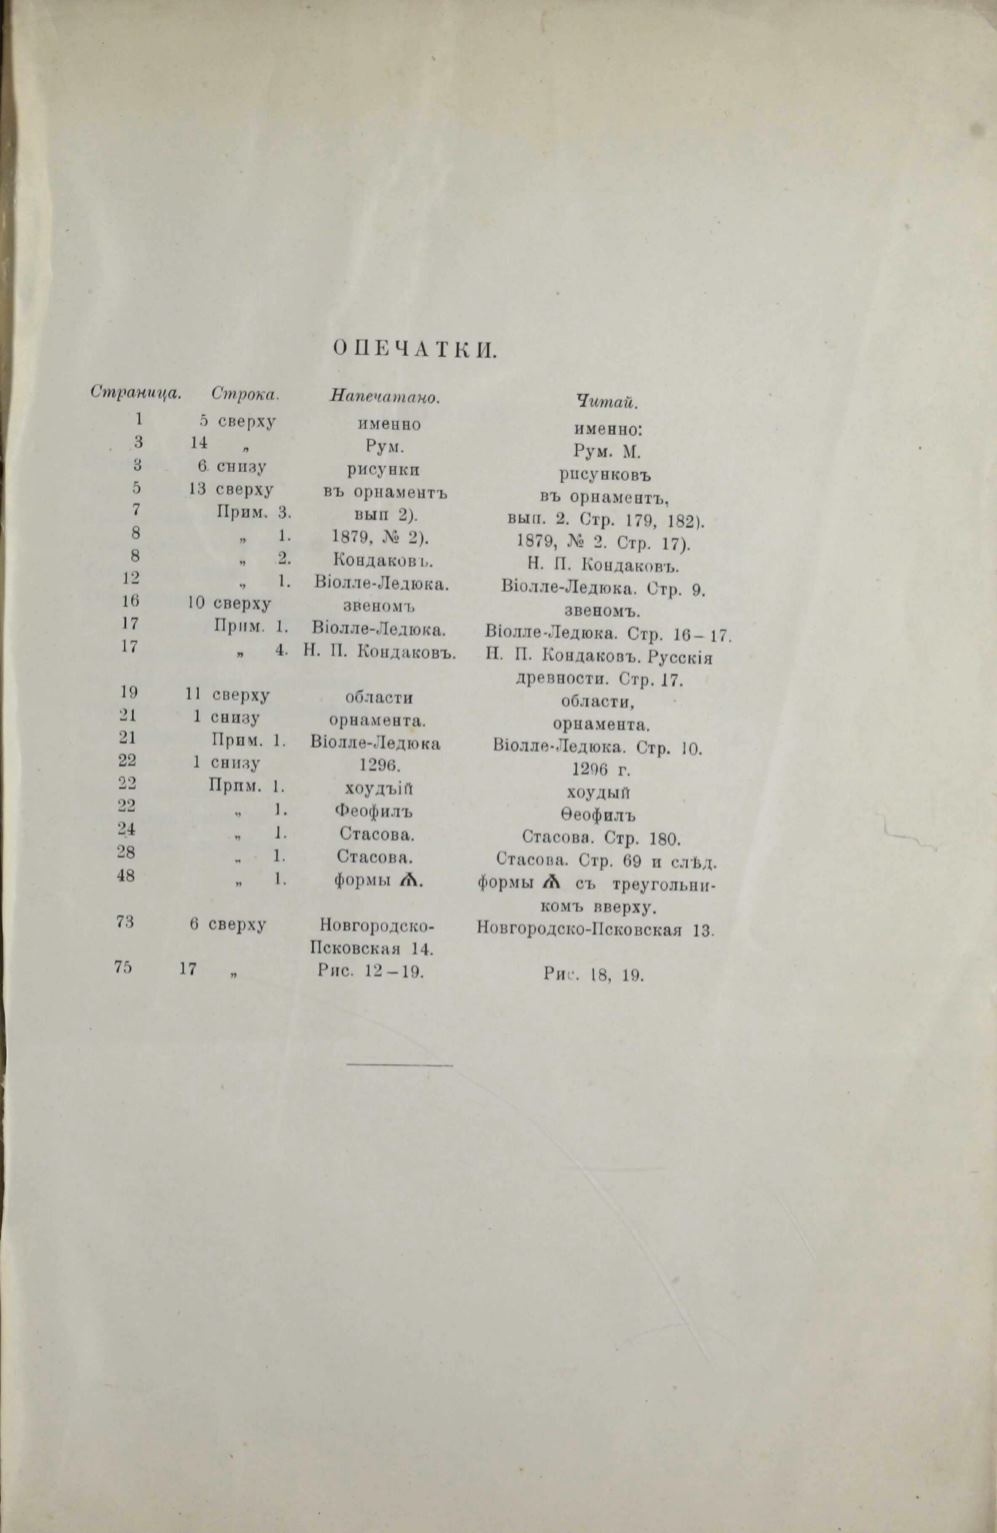 ОПЕЧАТКИ.
Страница. Строка. Напечатано. Читай.
1 5 сверху именно именно:
3 14 „ Рум. Рум. М.
3 6 снизу рисунки рисунковъ
5 13 сверху въ орнаментъ въ орнаментъ,
7 Прим. 3. вып 2). вып. 2. Стр. 179, 182).
8 „ 1. 1879, № 2). 1879, № 2. Стр. 17).
8 „ 2. Кондаковъ. Н. П. Кондаковъ.
12 „ 1. Віолле-Ледюка. Віолле-Ледюка. Стр. 9.
16 10 сверху звеномъ звеномъ.
17 Прим. 1. Віолле-Ледюка. Віолле-Ледюка. Стр. 16–17.
17 „ 4. Н. П. Кондаковъ. Н. П. Кондаковъ. Русскія
древности. Стр. 17.
19 11 сверху области области,
21 1 снизу орнамента. орнамента.
21 Прим. 1. Віолле-Ледюка Віолле-Ледюка. Стр. 10.
22 1 снизу 1296. 1296 г.
22 Прим. 1. хоудъій хоудый
22 „ 1. Феофилъ Ѳеофилъ
24 „ 1. Стасова. Стасова. Стр. 180.
28 „ 1. Стасова. Стасова. Стр. 69 и слѣд.
48 „ 1. формы Ѧ. формы Ѧ съ треугольни-
комъ вверху.
73 6 сверху Новгородско- Новгородско-Псковская 13.
Псковская 14.
75 17 „ Рис. 12–19. Рис. 18, 19.